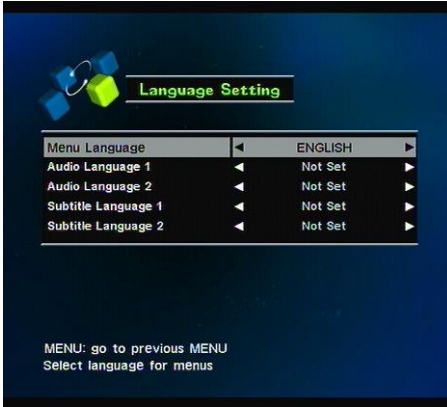 Language Setting
Menu Language ENGLISH
Audio Language 1 Not Set
Audio Language 2 Not Set
Subtitle Language 1 Not Set
Subtitle Language 2 Not Set
MENU: go to previous MENU
Select language for menus